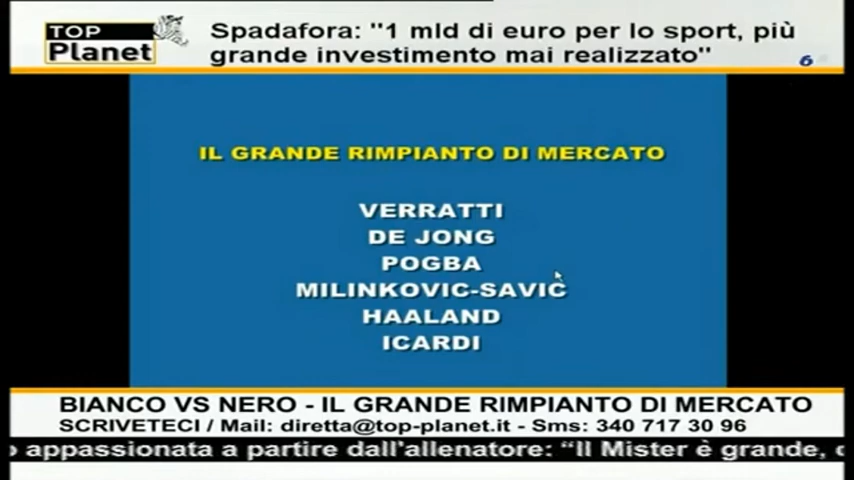 TOP
Planet
Spadafora: "1 mld di euro per lo sport, più
grande investimento mai realizzato"
6
IL GRANDE RIMPIANTO DI MERCATO
VERRATTI
DE JONG
POGBA
MILINKOVIC-SAVIC
HAALAND
ICARDI
BIANCO VS NERO - IL GRANDE RIMPIANTO DI MERCATO
SCRIVETECI / Mail: diretta@top-planet.it - Sms: 340 717 30 96
o appassionata a partire dall'allenatore: “Il Mister è grande, c